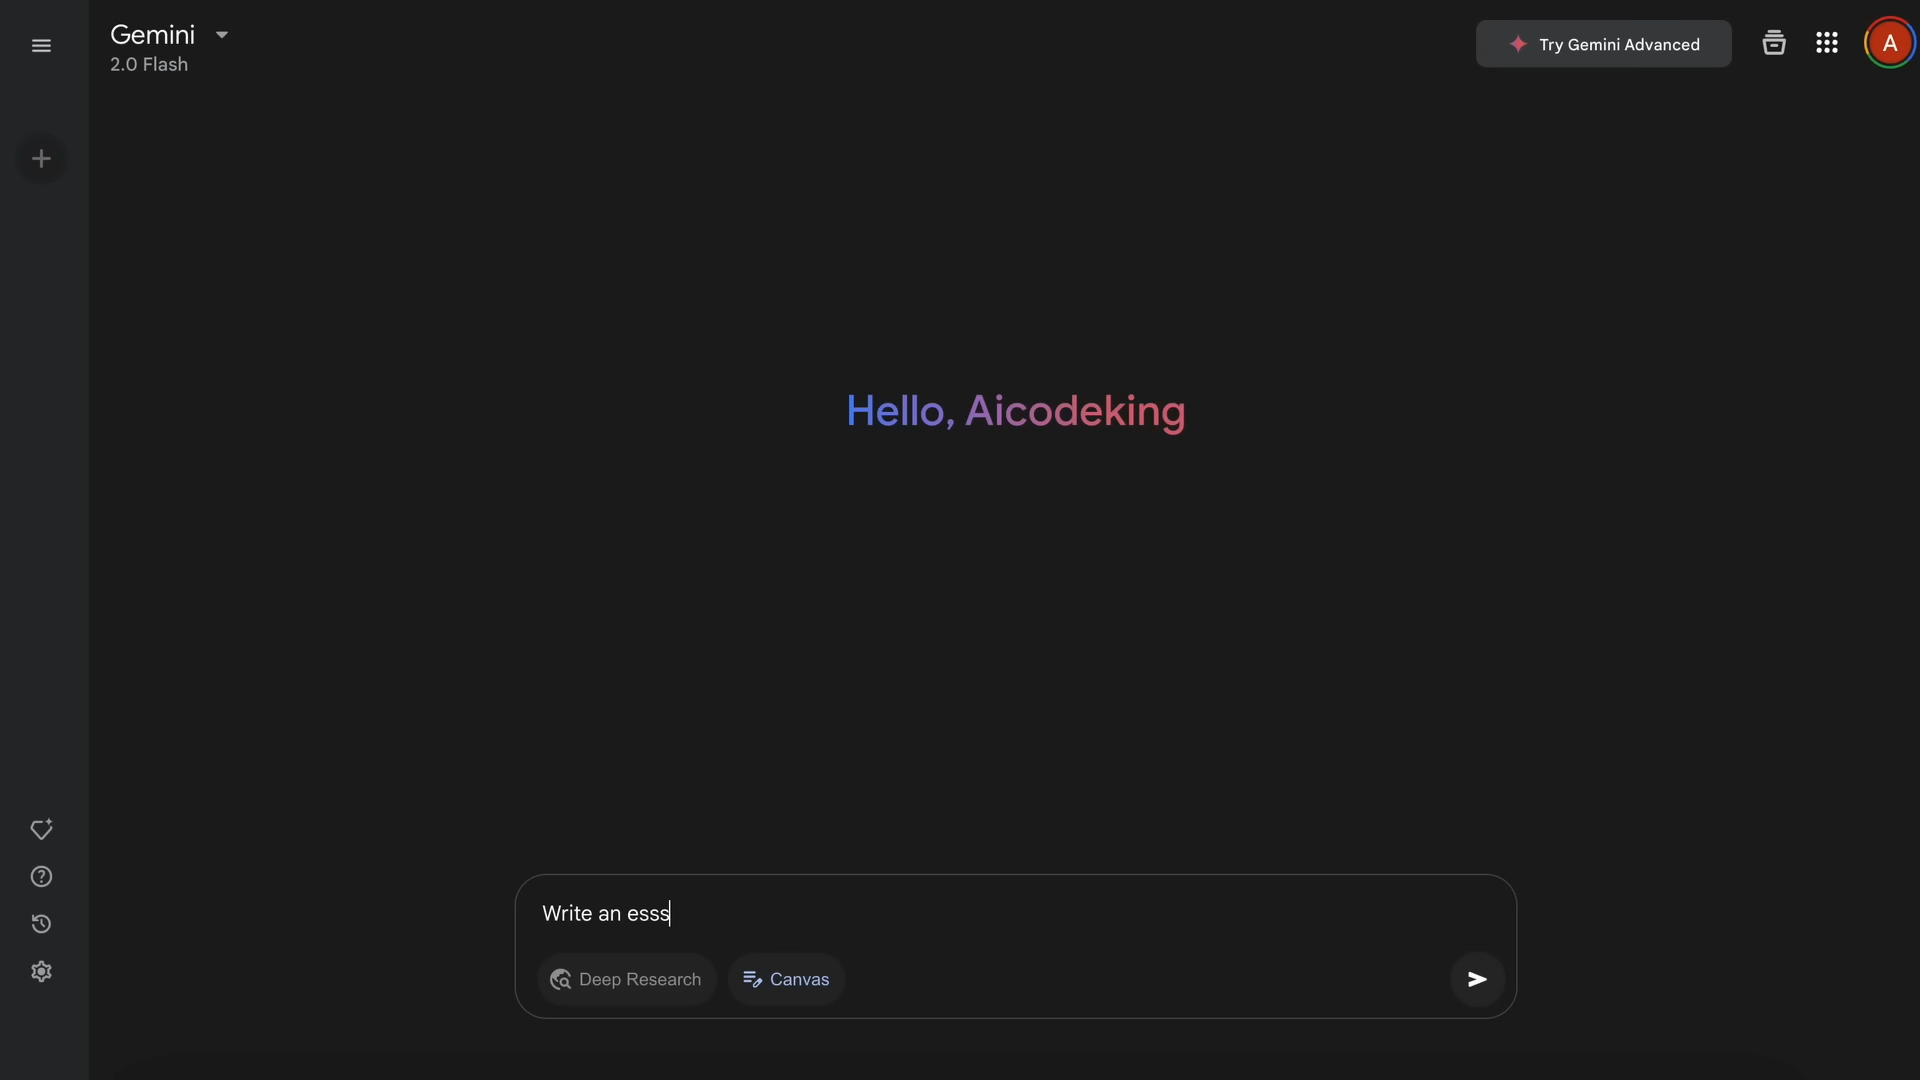 Gemini
2.0 Flash
Try Gemini Advanced
A
Hello, Aicodeking
Write an esss
Deep Research
Canvas